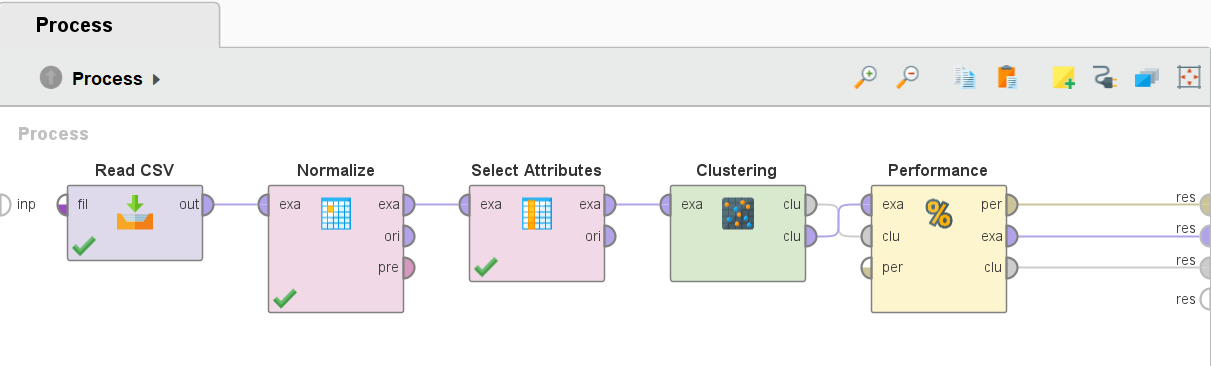 Process
Process
Process
Read CSV Normalize Select Attributes Clustering Performance
inp fil out exa exa exa exa exa clu exa per res
ori ori clu clu exa res
pre per clu res
res